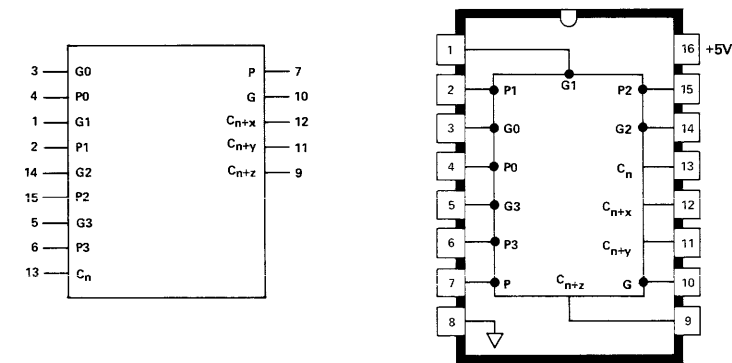 3 G0 P 7
4 P0 G 10
1 G1 Cn+x 12
2 P1 Cn+y 11
14 G2 Cn+z 9
15 P2
5 G3
6 P3
13 Cn
1 G1 16 +5V
2 P1 P2 15
3 G0 G2 14
4 P0 Cn 13
5 G3 Cn+x 12
6 P3 Cn+y 11
7 P Cn+z G 10
8 9